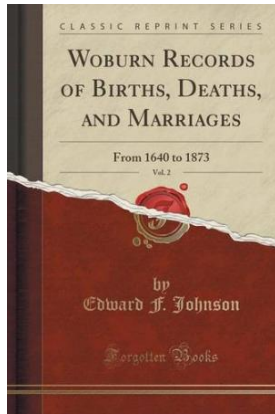 CLASSIC REPRINT SERIES
WOBURN RECORDS
OF BIRTHS, DEATHS,
AND MARRIAGES
From 1640 to 1873
Vol. 2
by
Edward F. Johnson
Forgotten Books